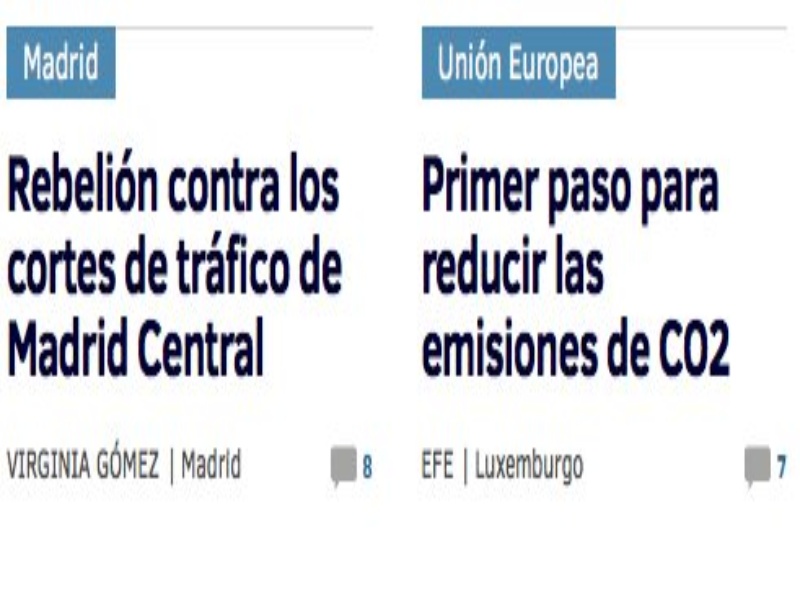 Madrid
Rebelión contra los
cortes de tráfico de
Madrid Central
VIRGINIA GÓMEZ | Madrid
8
Unión Europea
Primer paso para
reducir las
emisiones de CO2
EFE | Luxemburgo
7